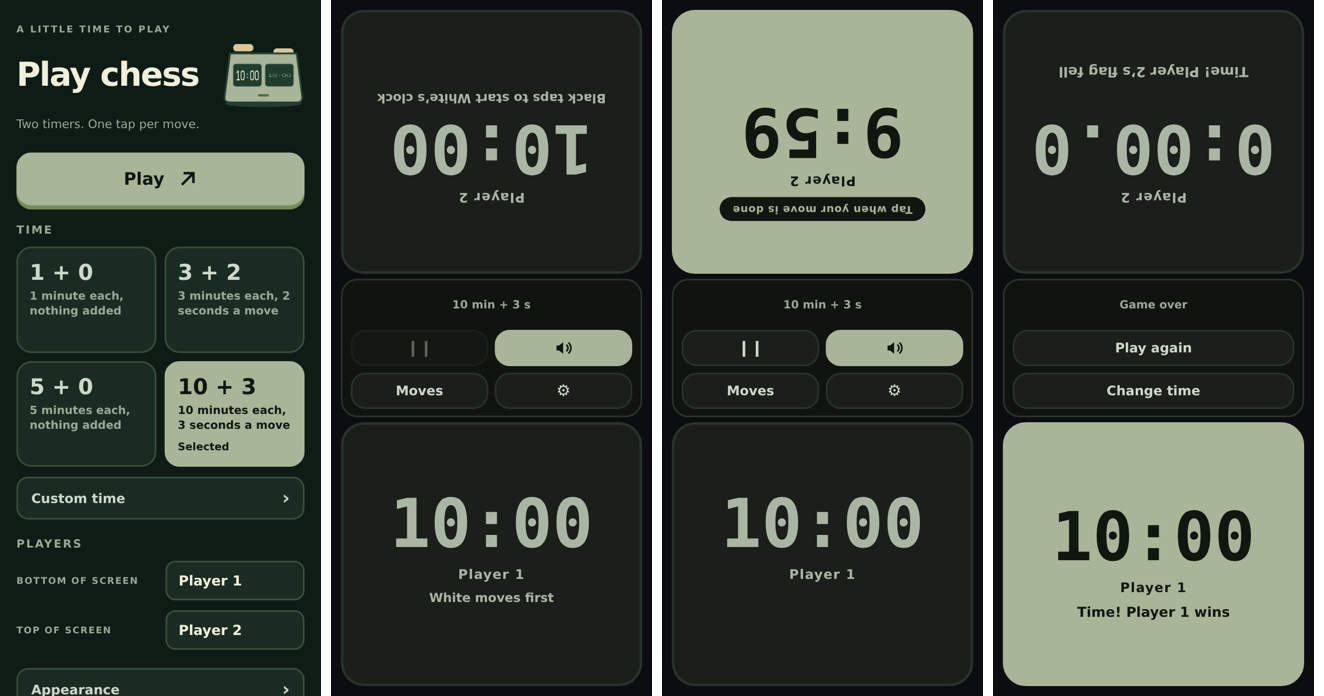 A LITTLE TIME TO PLAY
Play chess
10:00
10:00
Two timers. One tap per move.
Play
TIME
1 + 0
1 minute each,
nothing added
3 + 2
3 minutes each, 2
seconds a move
5 + 0
5 minutes each,
nothing added
10 + 3
10 minutes each,
3 seconds a move
Selected
Custom time
PLAYERS
BOTTOM OF SCREEN
Player 1
TOP OF SCREEN
Player 2
Appearance
Player 2
10:00
Black taps to start White's clock
10 min + 3 s
Moves
10:00
Player 1
White moves first
Tap when your move is done
Player 2
9:59
10 min + 3 s
Moves
10:00
Player 1
Player 2
0:00.0
Time! Player 2's flag fell
Game over
Play again
Change time
10:00
Player 1
Time! Player 1 wins